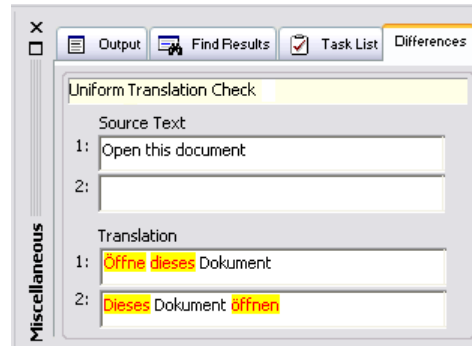 Output Find Results Task List Differences
Uniform Translation Check
Source Text
1: Open this document
2:
Translation
1: Öffne dieses Dokument
2: Dieses Dokument öffnen
Miscellaneous